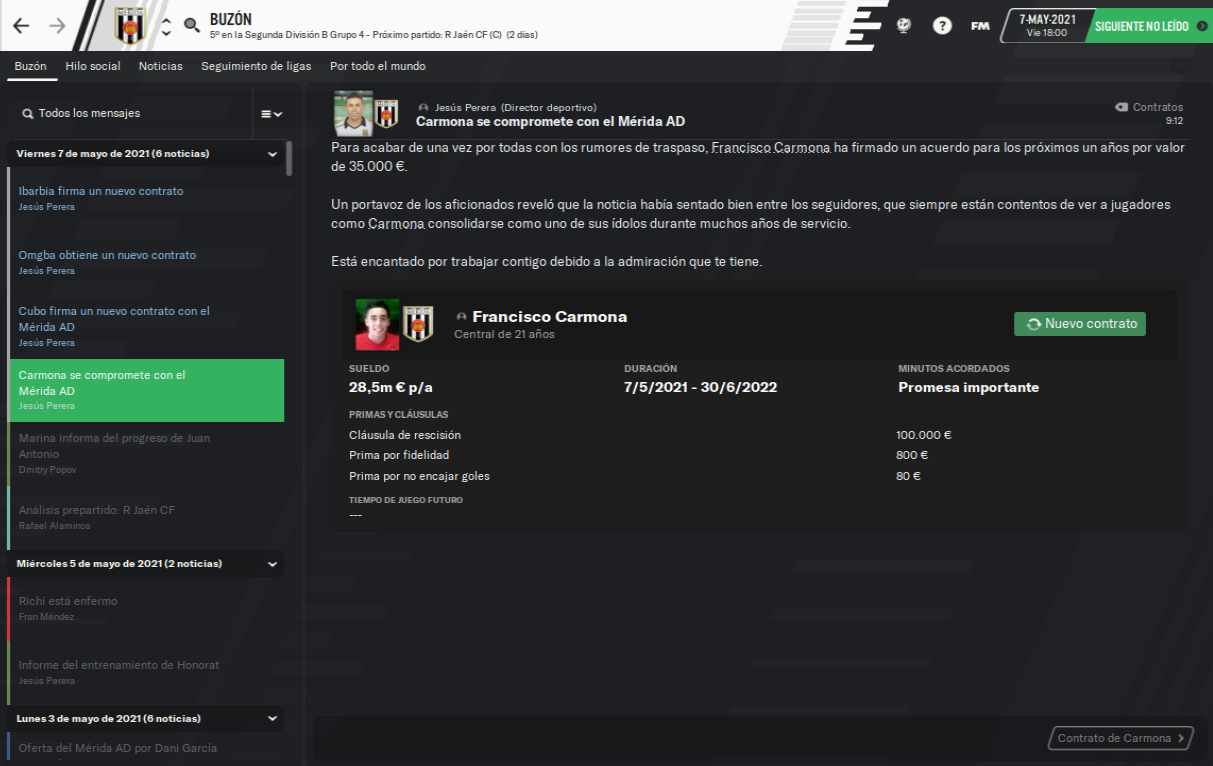 BUZÓN
5º en la Segunda División B Grupo 4 - Próximo partido: R Jaén CF (C) (2 días)
?
FM
7-MAY-2021
Vie 18:00
SIGUIENTE NO LEÍDO
Buzón Hilo social Noticias Seguimiento de ligas Por todo el mundo
Todos los mensajes
Viernes 7 de mayo de 2021 (6 noticias)
Ibarbia firma un nuevo contrato
Jesús Perera
Omgba obtiene un nuevo contrato
Jesús Perera
Cubo firma un nuevo contrato con el
Mérida AD
Jesús Perera
Carmona se compromete con el
Mérida AD
Jesús Perera
Marina informa del progreso de Juan
Antonio
Dmitry Popov
Análisis prepartido: R Jaén CF
Rafael Alaminos
Miércoles 5 de mayo de 2021 (2 noticias)
Richi está enfermo
Fran Méndez
Informe del entrenamiento de Honorat
Jesús Perera
Lunes 3 de mayo de 2021 (6 noticias)
Oferta del Mérida AD por Dani García
Jesús Perera (Director deportivo)
Carmona se compromete con el Mérida AD
Contratos
9:12
Para acabar de una vez por todas con los rumores de traspaso, Francisco Carmona ha firmado un acuerdo para los próximos un años por valor
de 35.000 €.
Un portavoz de los aficionados reveló que la noticia había sentado bien entre los seguidores, que siempre están contentos de ver a jugadores
como Carmona consolidarse como uno de sus ídolos durante muchos años de servicio.
Está encantado por trabajar contigo debido a la admiración que te tiene.
Francisco Carmona
Central de 21 años
Nuevo contrato
SUELDO DURACIÓN MINUTOS ACORDADOS
28,5m € p/a 7/5/2021 - 30/6/2022 Promesa importante
PRIMAS Y CLÁUSULAS
Cláusula de rescisión 100.000 €
Prima por fidelidad 800 €
Prima por no encajar goles 80 €
TIEMPO DE JUEGO FUTURO
---
Contrato de Carmona